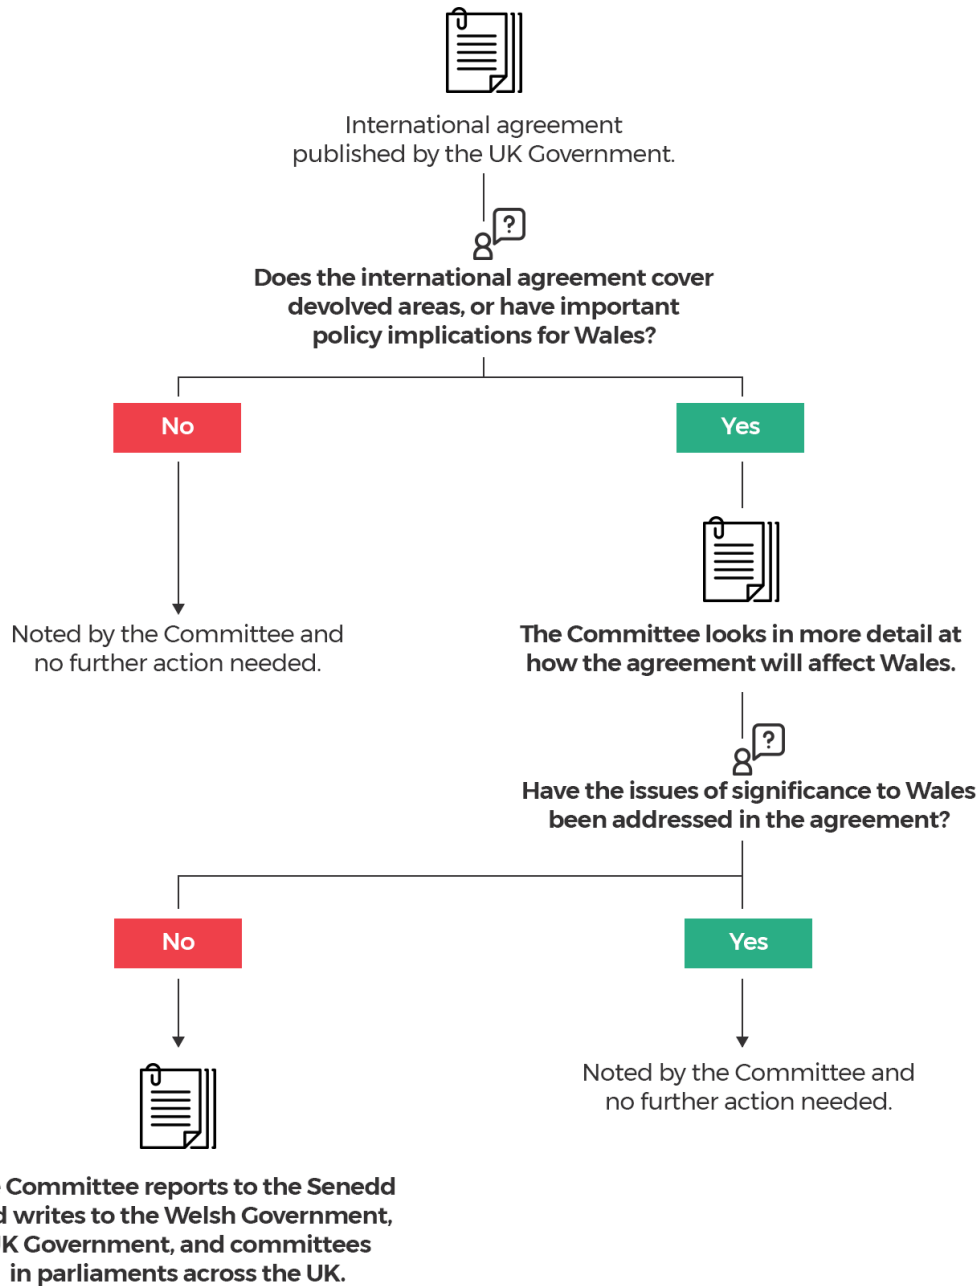 International agreement
published by the UK Government.
?
Does the international agreement cover
devolved areas, or have important
policy implications for Wales?
No
Yes
Noted by the Committee and
no further action needed.
The Committee looks in more detail at
how the agreement will affect Wales.
?
Have the issues of significance to Wales
been addressed in the agreement?
No
Yes
Noted by the Committee and
no further action needed.
Committee reports to the Senedd
writes to the Welsh Government,
Government, and committees
in parliaments across the UK.